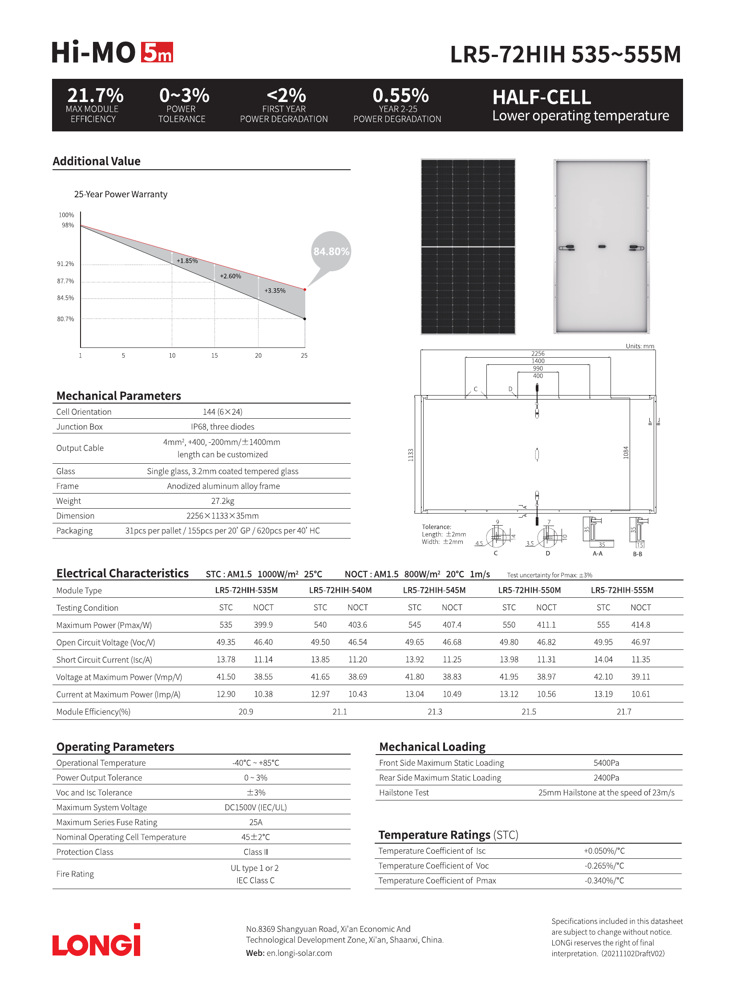 Hi-MO 5m
LR5-72HIH 535~555M
21.7%
MAX MODULE
EFFICIENCY
0~3%
POWER
TOLERANCE
<2%
FIRST YEAR
POWER DEGRADATION
0.55%
YEAR 2-25
POWER DEGRADATION
HALF-CELL
Lower operating temperature
Additional Value
25-Year Power Warranty
100%
98%
91.2%
87.7%
84.5%
80.7%
+1.85%
+2.60%
+3.35%
84.80%
1 5 10 15 20 25
Units: mm
2256
1400
990
400
C D
1133
1084
B B
A
A
Tolerance:
Length: ±2mm
Width: ±2mm
9
14
4.5
C
7
10
3.5
D
35
35
A-A
35
15
B-B
Mechanical Parameters
Cell Orientation 144 (6×24)
Junction Box IP68, three diodes
Output Cable 4mm², +400, -200mm/±1400mm
length can be customized
Glass Single glass, 3.2mm coated tempered glass
Frame Anodized aluminum alloy frame
Weight 27.2kg
Dimension 2256×1133×35mm
Packaging 31pcs per pallet / 155pcs per 20’ GP / 620pcs per 40’ HC
Electrical Characteristics STC : AM1.5 1000W/m² 25°C NOCT : AM1.5 800W/m² 20°C 1m/s Test uncertainty for Pmax: ±3%
Module Type LR5-72HIH-535M LR5-72HIH-540M LR5-72HIH-545M LR5-72HIH-550M LR5-72HIH-555M
Testing Condition STC NOCT STC NOCT STC NOCT STC NOCT STC NOCT
Maximum Power (Pmax/W) 535 399.9 540 403.6 545 407.4 550 411.1 555 414.8
Open Circuit Voltage (Voc/V) 49.35 46.40 49.50 46.54 49.65 46.68 49.80 46.82 49.95 46.97
Short Circuit Current (Isc/A) 13.78 11.14 13.85 11.20 13.92 11.25 13.98 11.31 14.04 11.35
Voltage at Maximum Power (Vmp/V) 41.50 38.55 41.65 38.69 41.80 38.83 41.95 38.97 42.10 39.11
Current at Maximum Power (Imp/A) 12.90 10.38 12.97 10.43 13.04 10.49 13.12 10.56 13.19 10.61
Module Efficiency(%) 20.9 21.1 21.3 21.5 21.7
Operating Parameters
Operational Temperature -40°C ~ +85°C
Power Output Tolerance 0 ~ 3%
Voc and Isc Tolerance ±3%
Maximum System Voltage DC1500V (IEC/UL)
Maximum Series Fuse Rating 25A
Nominal Operating Cell Temperature 45±2°C
Protection Class Class II
Fire Rating UL type 1 or 2
IEC Class C
Mechanical Loading
Front Side Maximum Static Loading 5400Pa
Rear Side Maximum Static Loading 2400Pa
Hailstone Test 25mm Hailstone at the speed of 23m/s
Temperature Ratings (STC)
Temperature Coefficient of Isc +0.050%/°C
Temperature Coefficient of Voc -0.265%/°C
Temperature Coefficient of Pmax -0.340%/°C
LONGi
No.8369 Shangyuan Road, Xi'an Economic And
Technological Development Zone, Xi'an, Shaanxi, China.
Web: en.longi-solar.com
Specifications included in this datasheet
are subject to change without notice.
LONGi reserves the right of final
interpretation. (20211102DraftV02)